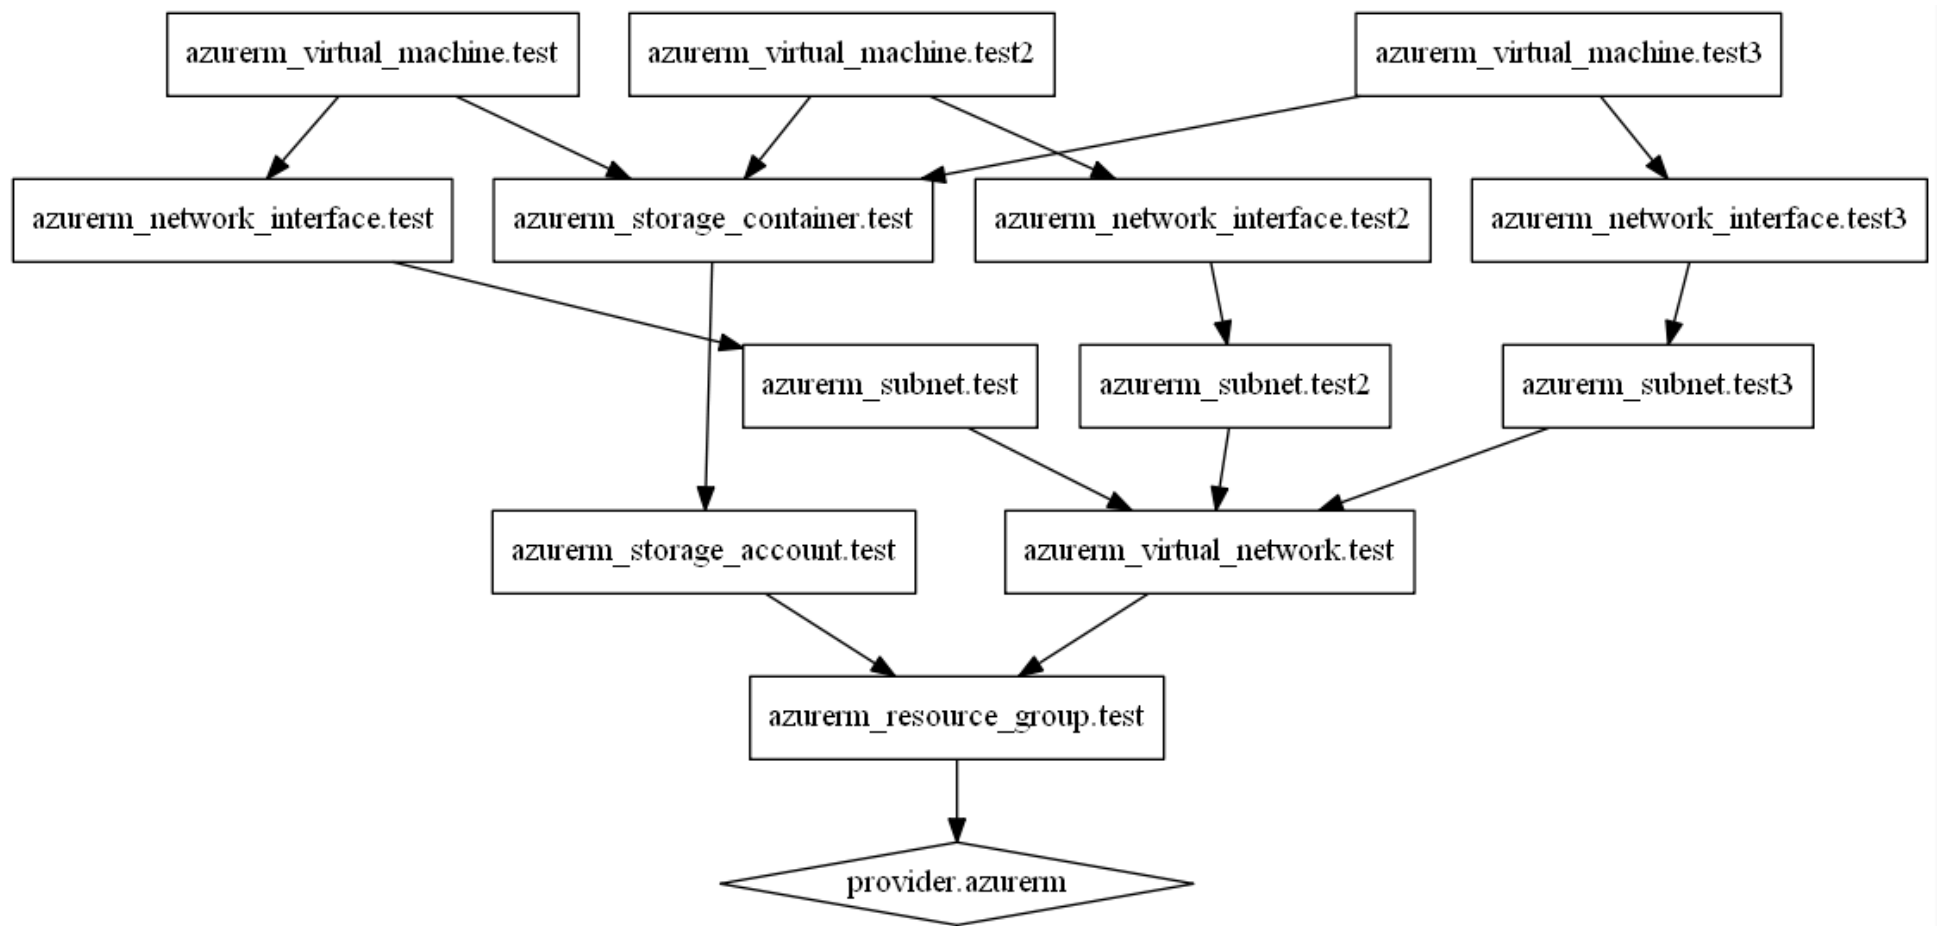 azurerm_virtual_machine.test
azurerm_virtual_machine.test2
azurerm_virtual_machine.test3
azurerm_network_interface.test
azurerm_storage_container.test
azurerm_network_interface.test2
azurerm_network_interface.test3
azurerm_subnet.test
azurerm_subnet.test2
azurerm_subnet.test3
azurerm_storage_account.test
azurerm_virtual_network.test
azurerm_resource_group.test
provider.azurerm